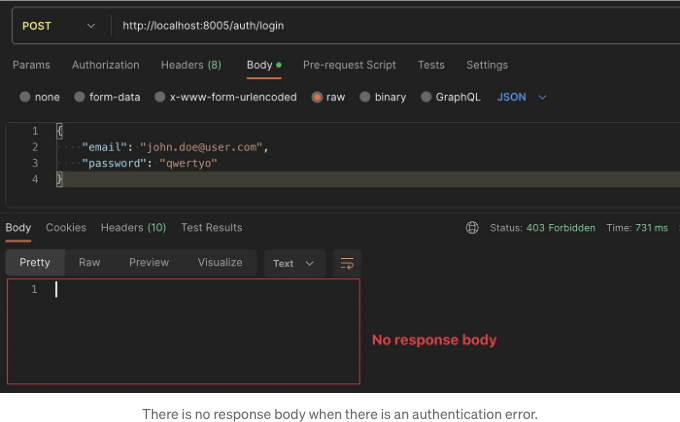 POST http://localhost:8005/auth/login
Params Authorization Headers (8) Body Pre-request Script Tests Settings
none form-data x-www-form-urlencoded raw binary GraphQL JSON
1 {
2 "email": "john.doe@user.com",
3 "password": "qwertyo"
4 }
Body Cookies Headers (10) Test Results Status: 403 Forbidden Time: 731 ms
Pretty Raw Preview Visualize Text
1
No response body
There is no response body when there is an authentication error.